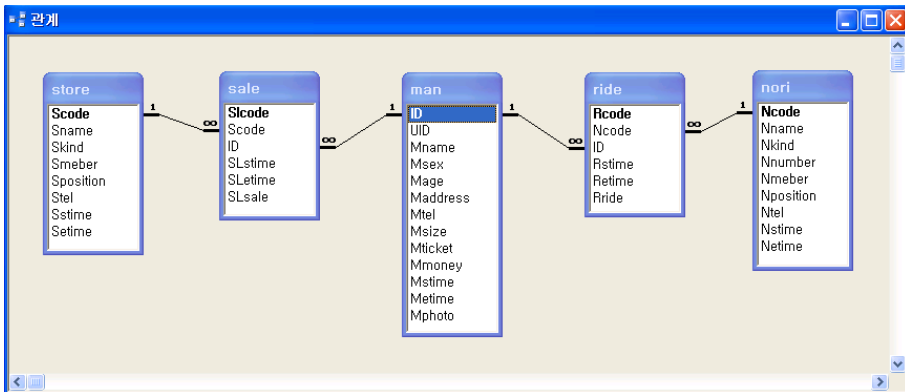 관계
store
Scode
Sname
Skind
Smeber
Sposition
Stel
Sstime
Setime
1
∞
sale
Slcode
Scode
ID
SLstime
SLetime
SLsale
∞
1
man
ID
UID
Mname
Msex
Mage
Maddress
Mtel
Msize
Mticket
Mmoney
Mstime
Metime
Mphoto
1
∞
ride
Rcode
Ncode
ID
Rstime
Retime
Rride
∞
1
nori
Ncode
Nname
Nkind
Nnumber
Nmeber
Nposition
Ntel
Nstime
Netime